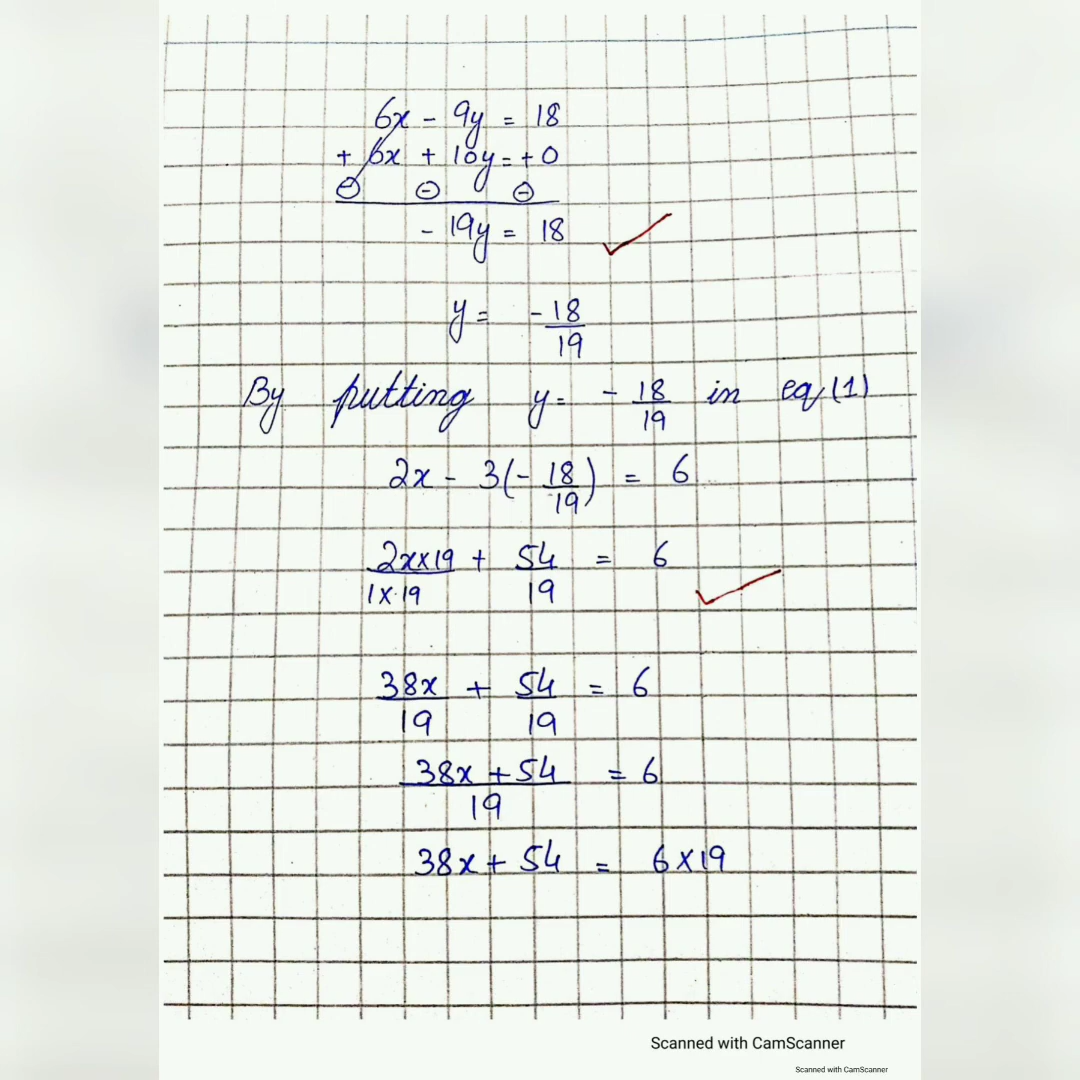 6x - 9y = 18
+ 6x + 10y = + 0
⊖ ⊖ ⊖
- 19y = 18
y = -18/19
By putting y = - 18/19 in eq (1)
2x - 3(- 18/19) = 6
2x×19/1×19 + 54/19 = 6
38x/19 + 54/19 = 6
38x + 54/19 = 6
38x + 54 = 6×19
Scanned with CamScanner
Scanned with CamScanner